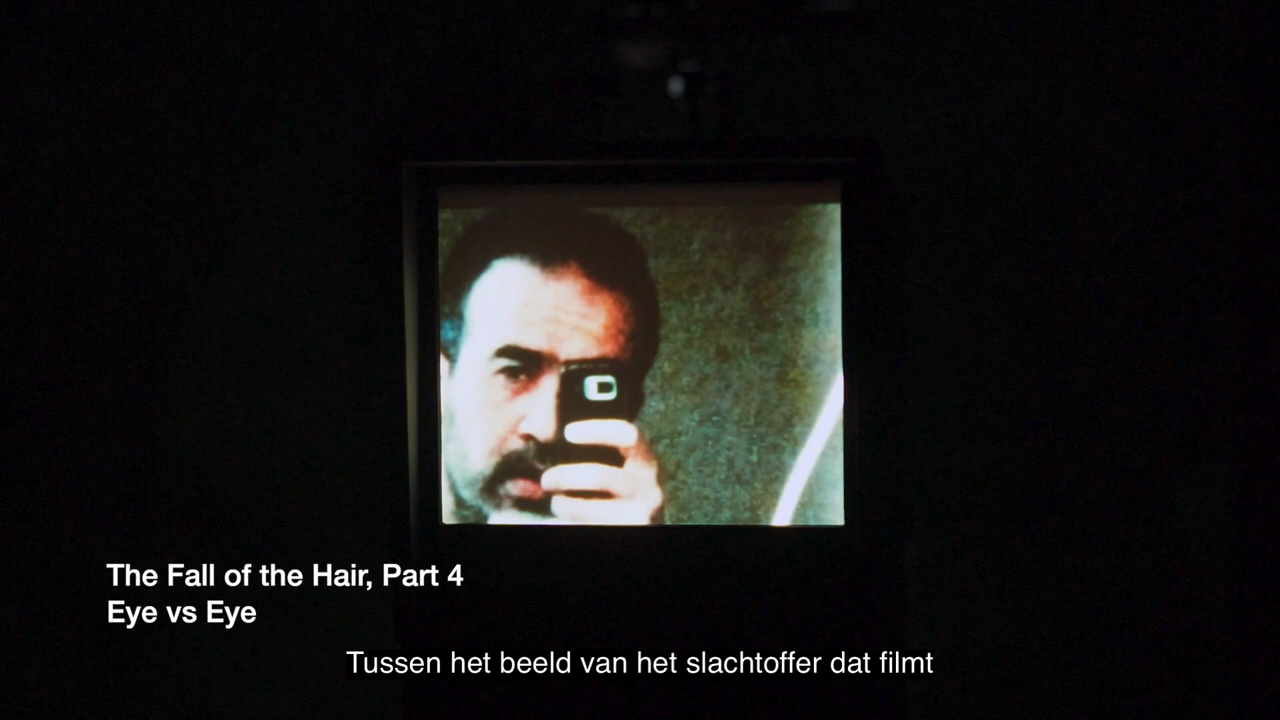 The Fall of the Hair, Part 4
Eye vs Eye
Tussen het beeld van het slachtoffer dat filmt